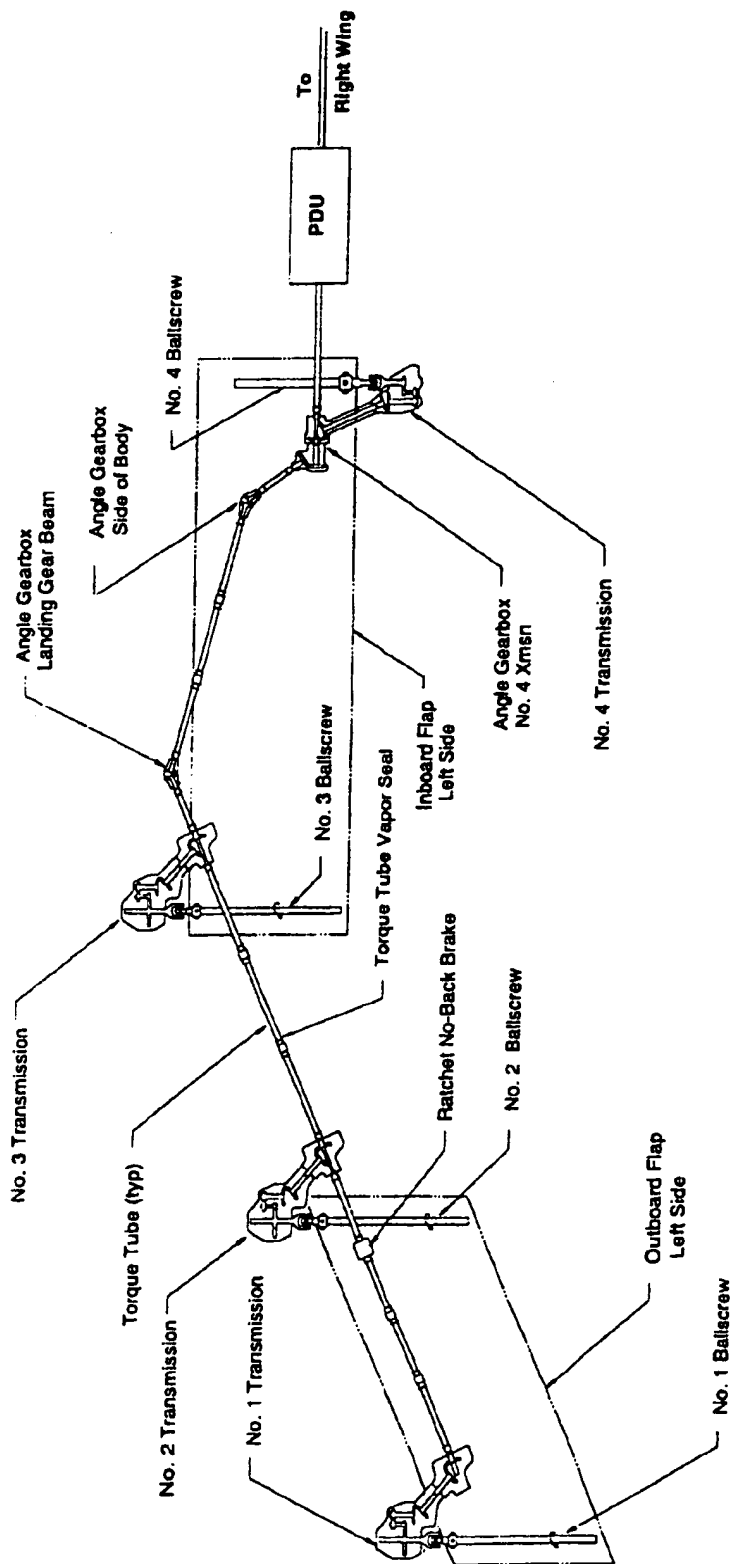 No. 3 Transmission
Torque Tube (typ)
No. 2 Transmission
No. 1 Transmission
Angle Gearbox
Landing Gear Beam
Angle Gearbox
Side of Body
No. 4 Ballscrew
PDU
To
Right Wing
No. 3 Ballscrew
Torque Tube Vapor Seal
Ratchet No-Back Brake
No. 2 Ballscrew
Inboard Flap
Left Side
Angle Gearbox
No. 4 Xmsn
No. 4 Transmission
Outboard Flap
Left Side
No. 1 Ballscrew